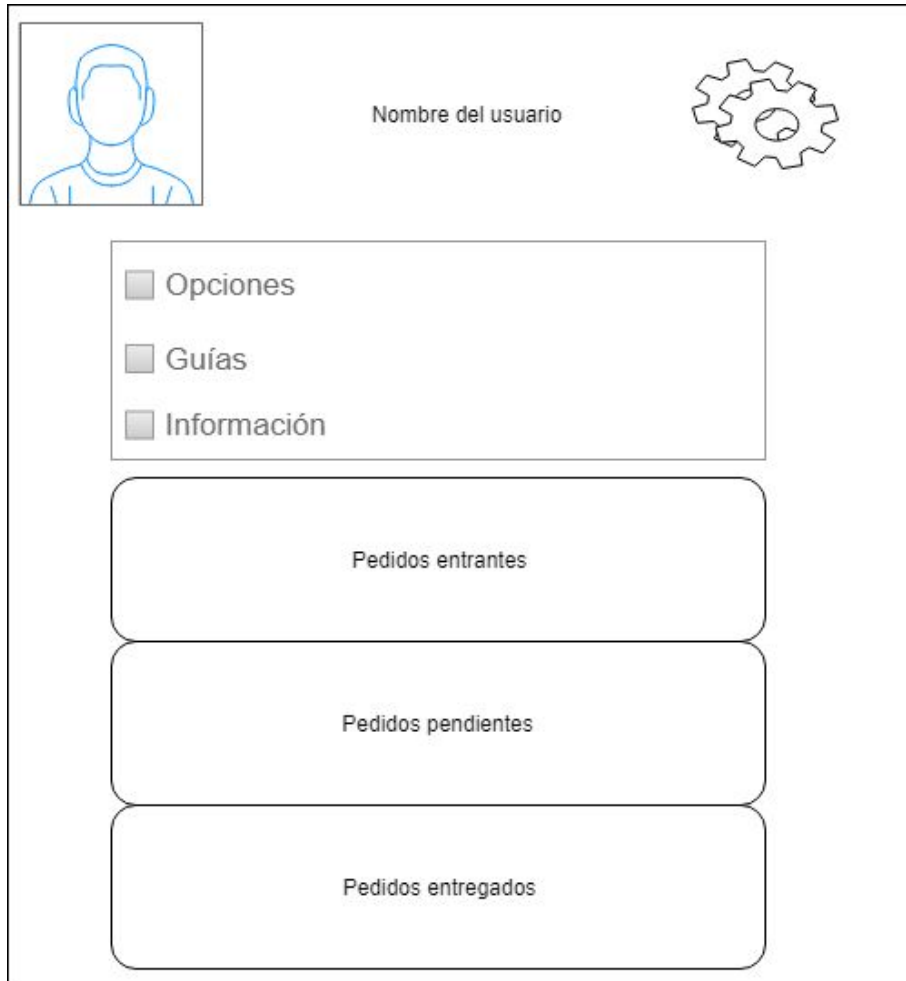 Nombre del usuario
Opciones
Guías
Información
Pedidos entrantes
Pedidos pendientes
Pedidos entregados